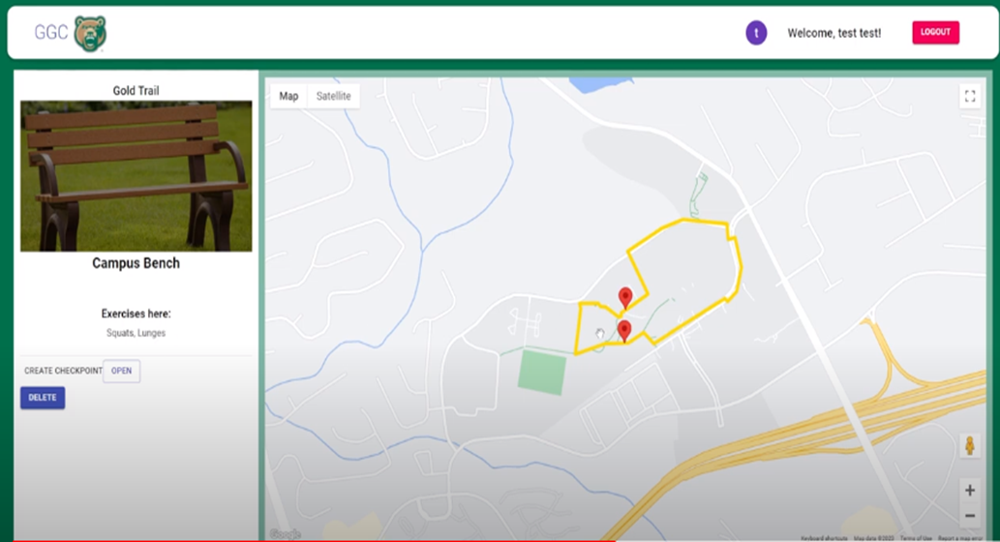 GGC
t
Welcome, test test!
LOGOUT
Gold Trail
Map
Satellite
Campus Bench
Exercises here:
Squats, Lunges
CREATE CHECKPOINT
OPEN
DELETE
Google
Keyboard shortcuts
Map data ©2023
Terms of Use
Report a map error